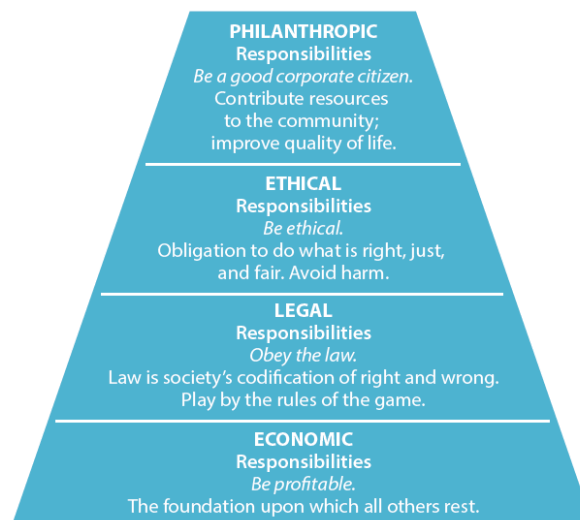 PHILANTHROPIC
Responsibilities
Be a good corporate citizen.
Contribute resources
to the community;
improve quality of life.
ETHICAL
Responsibilities
Be ethical.
Obligation to do what is right, just,
and fair. Avoid harm.
LEGAL
Responsibilities
Obey the law.
Law is society’s codification of right and wrong.
Play by the rules of the game.
ECONOMIC
Responsibilities
Be profitable.
The foundation upon which all others rest.